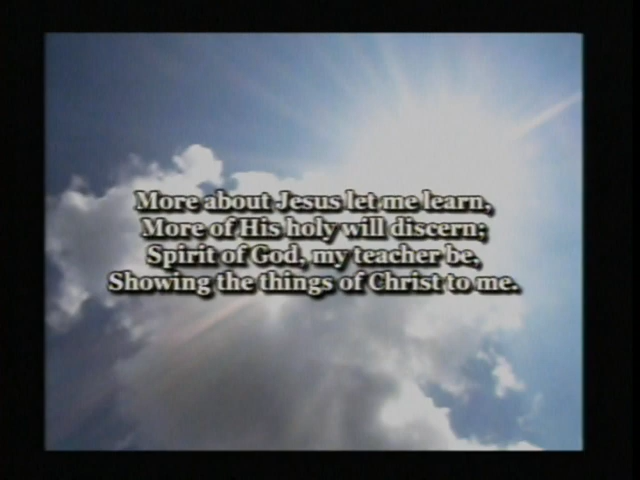 More about Jesus let me learn,
More of His holy will discern;
Spirit of God, my teacher be,
Showing the things of Christ to me.